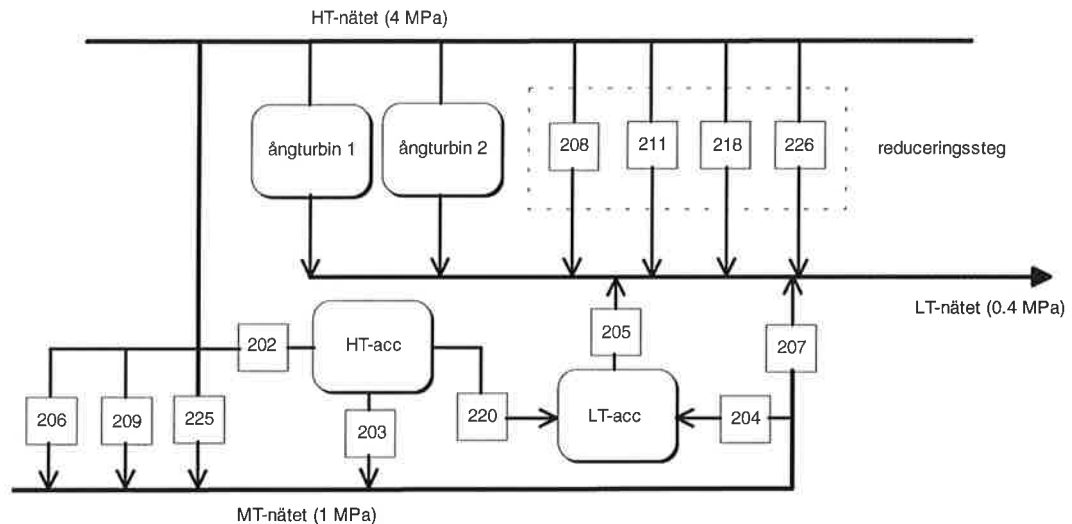 HT-nätet (4 MPa)
ångturbin 1
ångturbin 2
208
211
218
226
reduceringssteg
LT-nätet (0.4 MPa)
202
HT-acc
205
207
206
209
225
203
220
LT-acc
204
MT-nätet (1 MPa)